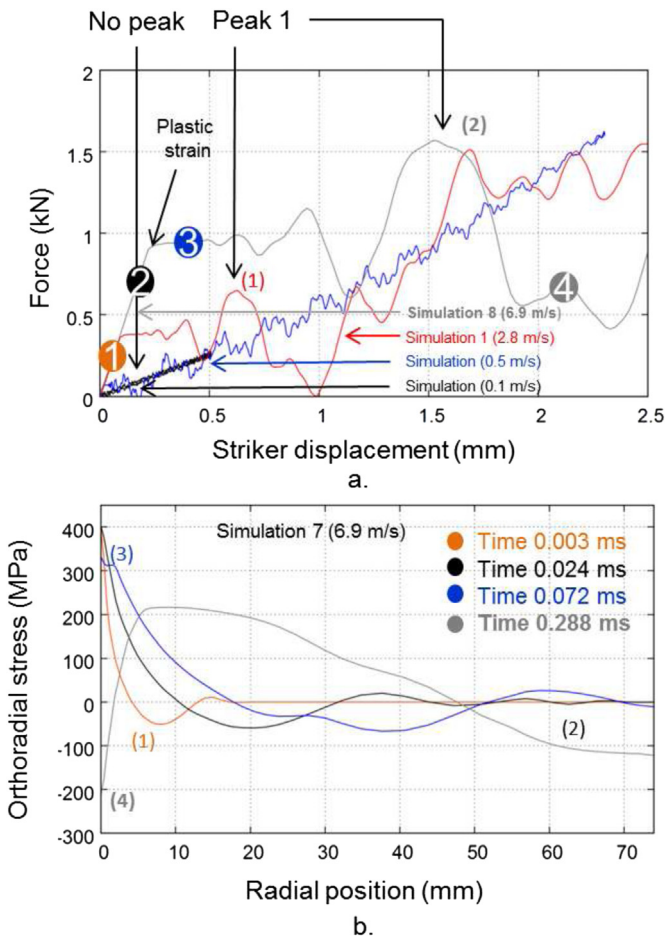 No peak
Peak 1
Plastic
strain
(2)
3
2
(1)
4
1
Simulation 8 (6.9 m/s)
Simulation 1 (2.8 m/s)
Simulation (0.5 m/s)
Simulation (0.1 m/s)
2
1.5
1
0.5
0
Force (kN)
0 0.5 1 1.5 2 2.5
Striker displacement (mm)
a.
Simulation 7 (6.9 m/s)
Time 0.003 ms
Time 0.024 ms
Time 0.072 ms
Time 0.288 ms
(3)
(1)
(2)
(4)
400
300
200
100
0
-100
-200
-300
Orthoradial stress (MPa)
0 10 20 30 40 50 60 70
Radial position (mm)
b.